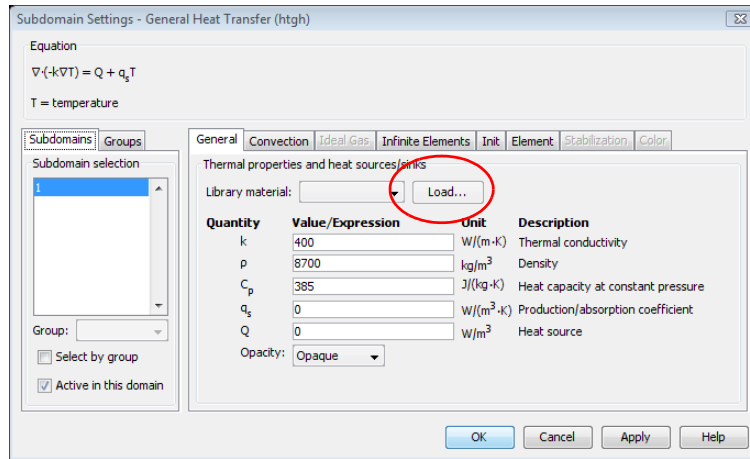 Subdomain Settings - General Heat Transfer (htgh)
Equation
∇·(-k∇T) = Q + qₛT
T = temperature
Subdomains Groups
Subdomain selection
1
Group:
Select by group
Active in this domain
General Convection Ideal Gas Infinite Elements Init Element Stabilization Color
Thermal properties and heat sources/sinks
Library material: Load...
Quantity Value/Expression Unit Description
k 400 W/(m·K) Thermal conductivity
ρ 8700 kg/m³ Density
Cₚ 385 J/(kg·K) Heat capacity at constant pressure
qₛ 0 W/(m³·K) Production/absorption coefficient
Q 0 W/m³ Heat source
Opacity: Opaque
OK Cancel Apply Help